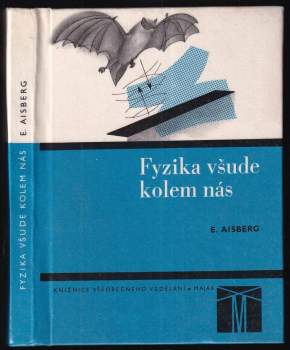 FYZIKA VŠUDE KOLEM NÁS E. AISBERG
Fyzika všude
kolem nás
E. AISBERG
KNIŽNICE VŠEOBECNÉHO VZDĚLÁNÍ • MAJÁK